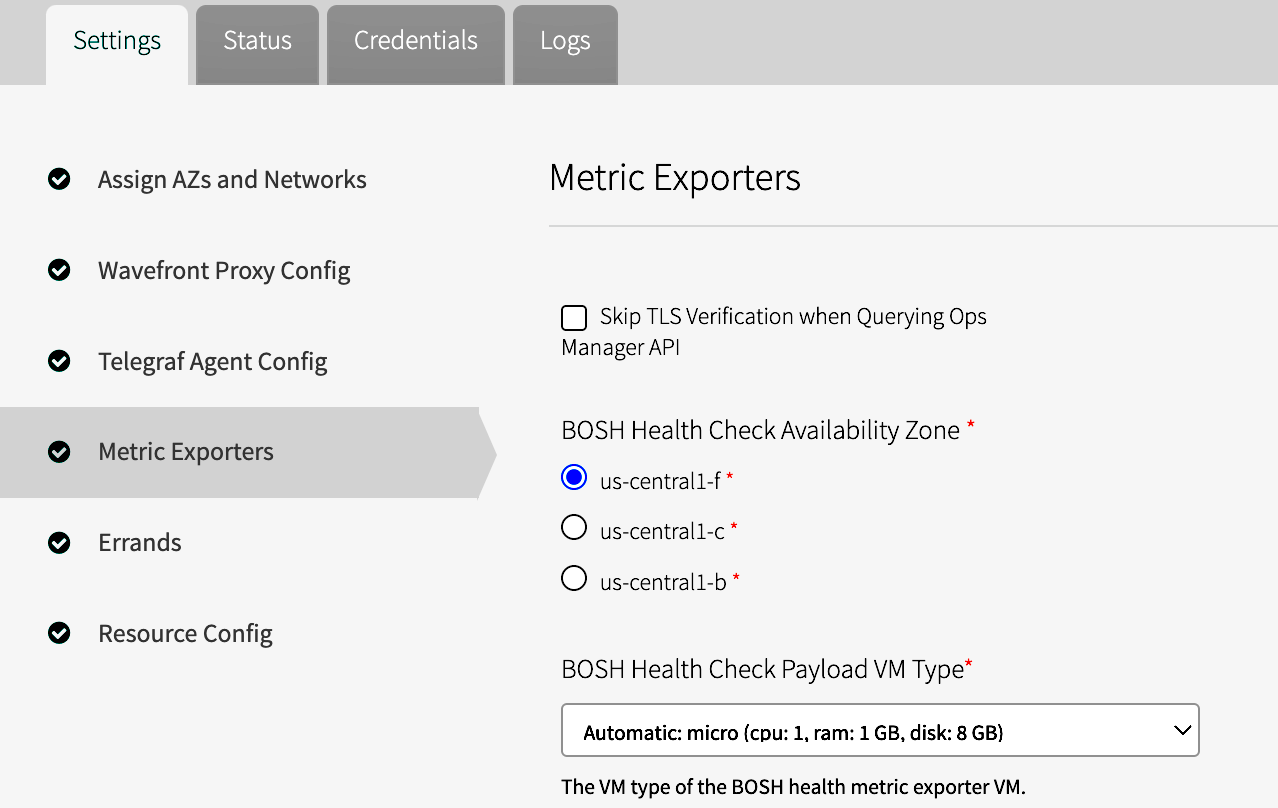 Settings
Status
Credentials
Logs
Assign AZs and Networks
Wavefront Proxy Config
Telegraf Agent Config
Metric Exporters
Errands
Resource Config
Metric Exporters
Skip TLS Verification when Querying Ops
Manager API
BOSH Health Check Availability Zone *
us-central1-f *
us-central1-c *
us-central1-b *
BOSH Health Check Payload VM Type*
Automatic: micro (cpu: 1, ram: 1 GB, disk: 8 GB)
The VM type of the BOSH health metric exporter VM.